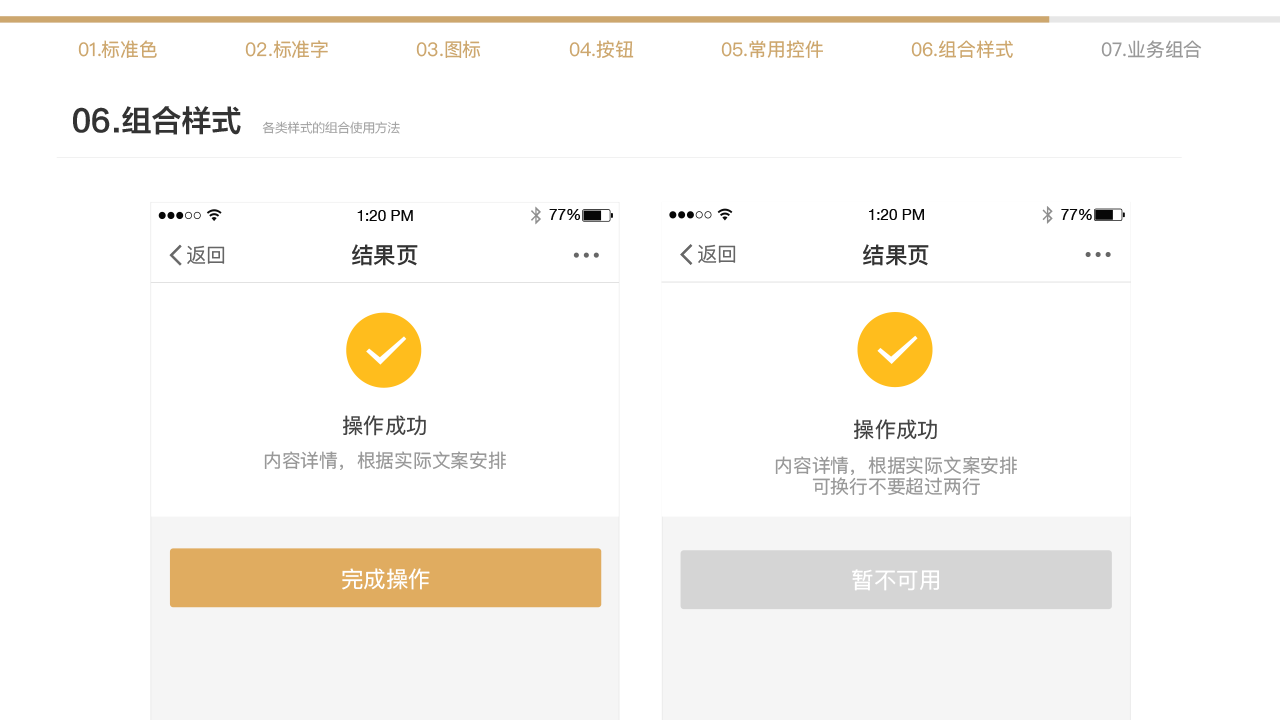 01.标准色 02.标准字 03.图标 04.按钮 05.常用控件 06.组合样式 07.业务组合
06.组合样式 各类样式的组合使用方法
1:20 PM 77%
返回 结果页
操作成功
内容详情，根据实际文案安排
完成操作
1:20 PM 77%
返回 结果页
操作成功
内容详情，根据实际文案安排
可换行不要超过两行
暂不可用